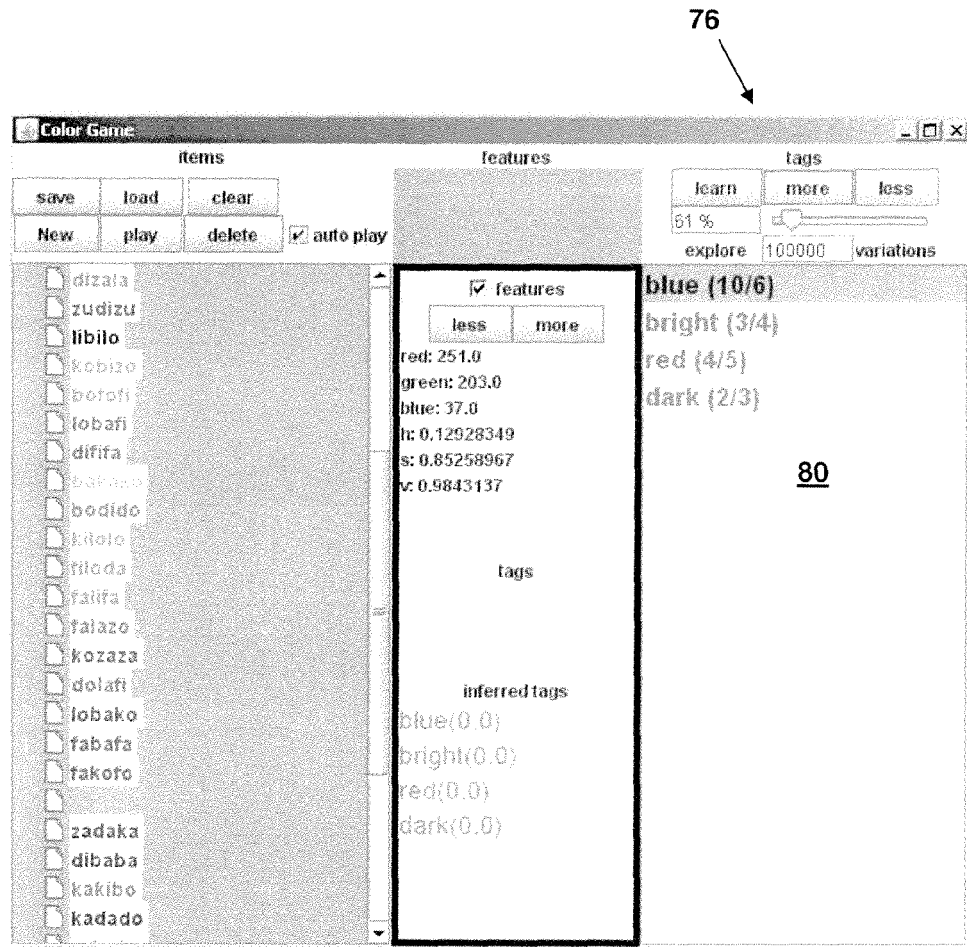 76
Color Game
items
features
tags
save load clear
New play delete auto play
learn more less
61 %
explore 100000 variations
dizala
zudizu
libilo
kobizo
botofi
lobafi
dififa
bodido
kilolo
filoda
falifa
falazo
kozaza
dolafi
lobako
fabafa
fakofo
zadaka
dibaba
kakibo
kadado
features
less more
red: 251.0
green: 203.0
blue: 37.0
h: 0.12928349
s: 0.85258967
v: 0.9843137
tags
inferred tags
blue(0.0)
bright(0.0)
red(0.0)
dark(0.0)
blue (10/6)
bright (3/4)
red (4/5)
dark (2/3)
80